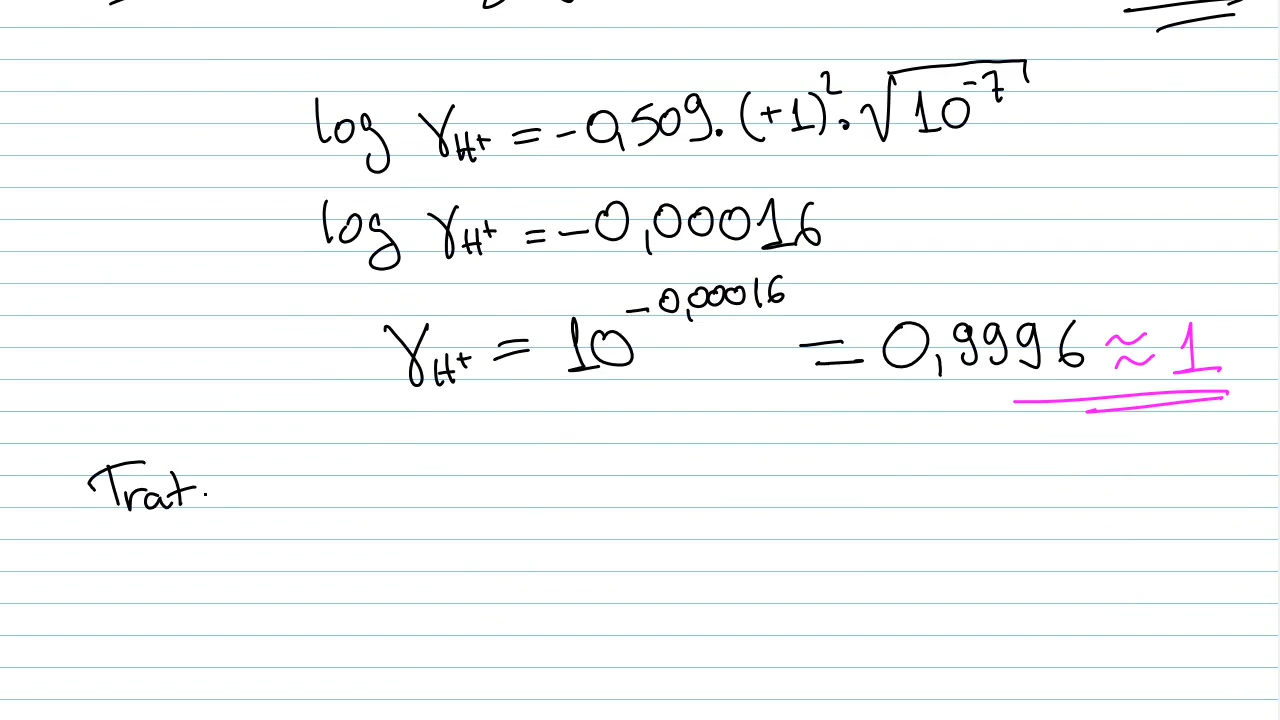 log γH+ = -0,509. (+1)². √10⁻⁷
log γH+ = -0,00016
γH+ = 10^-0,00016 = 0,9996 ≈ 1
Trat.